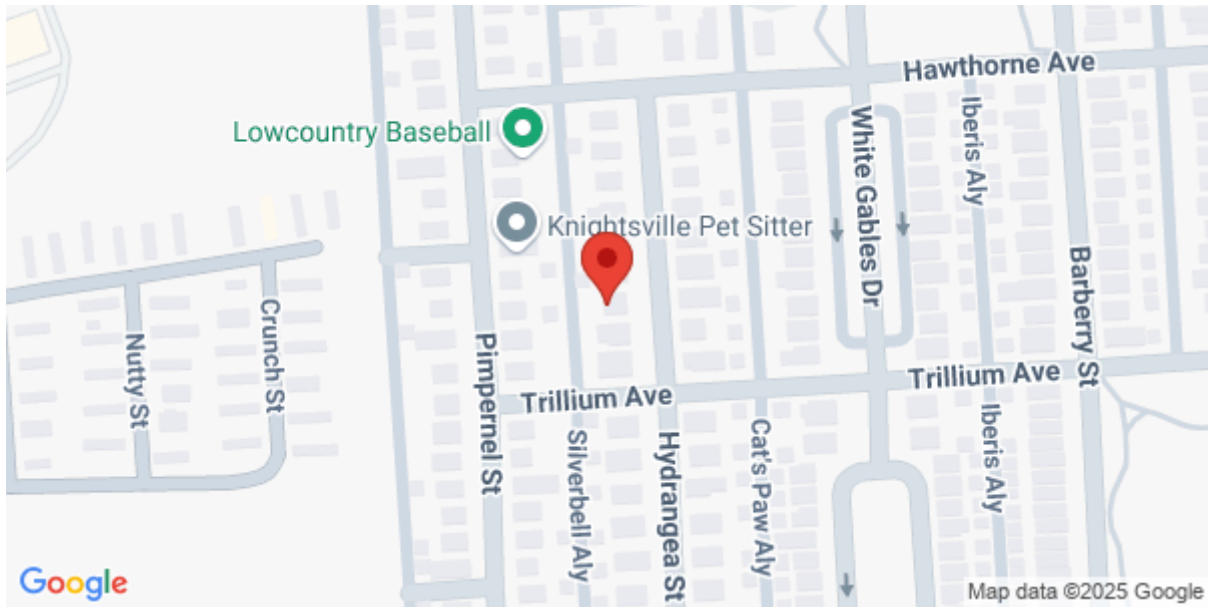 Hawthorne Ave
Lowcountry Baseball
Iberis Aly
White Gables Dr
Knightsville Pet Sitter
Barberry St
Crunch St
Nutty St
Pimpernel St
Trillium Ave
Trillium Ave
Silverbell Aly
Hydrangea St
Cat's Paw Aly
Iberis Aly
Google
Map data ©2025 Google